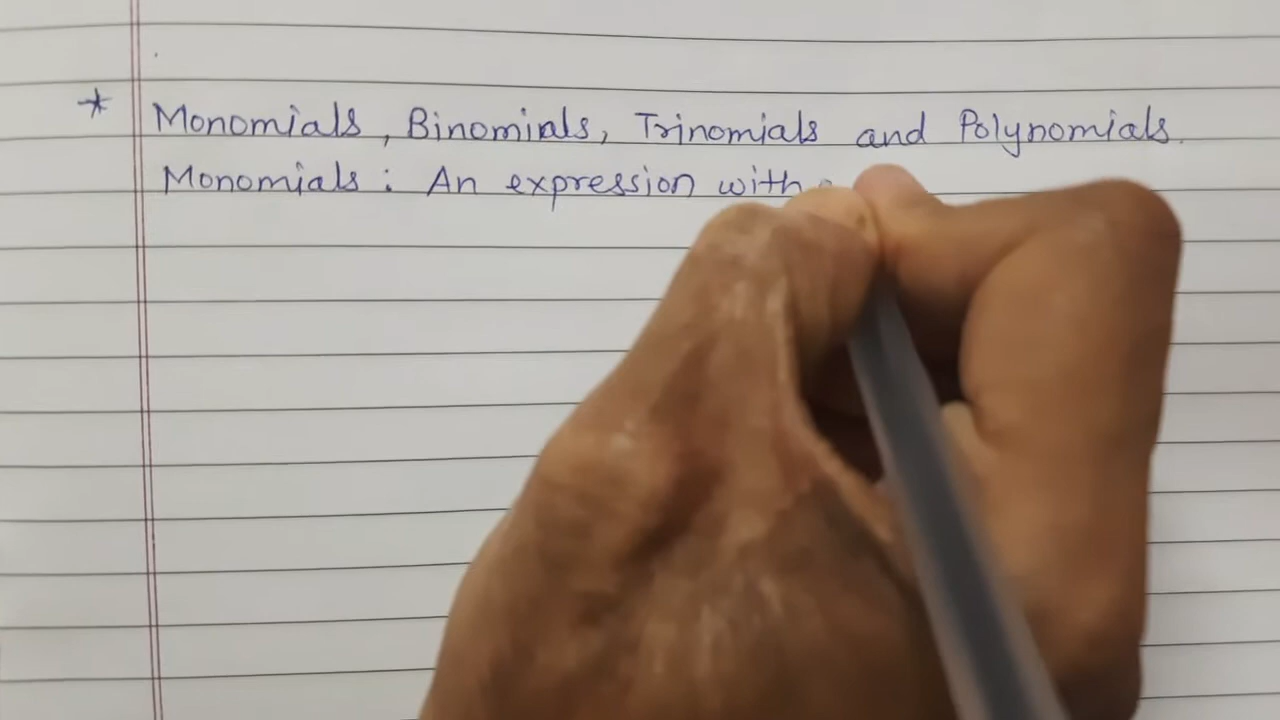 * Monomials, Binomials, Trinomials and Polynomials.
Monomials : An expression with